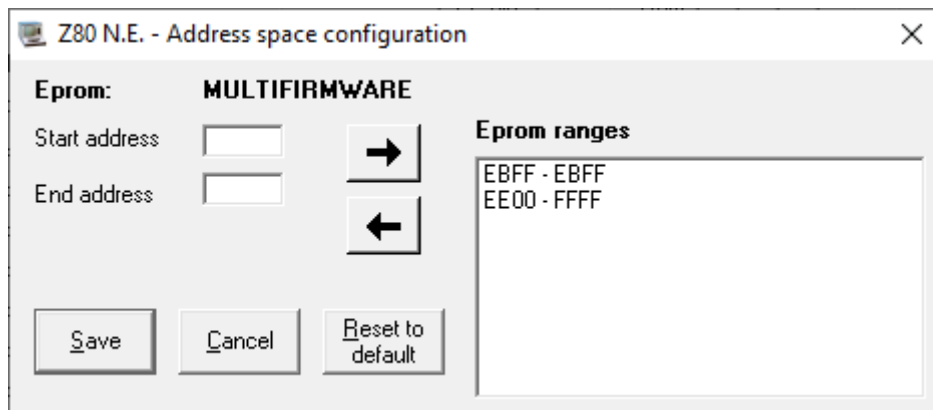 Z80 N.E. - Address space configuration
Eprom: MULTIFIRMWARE
Start address
End address
Eprom ranges
EBFF - EBFF
EE00 - FFFF
Save
Cancel
Reset to
default